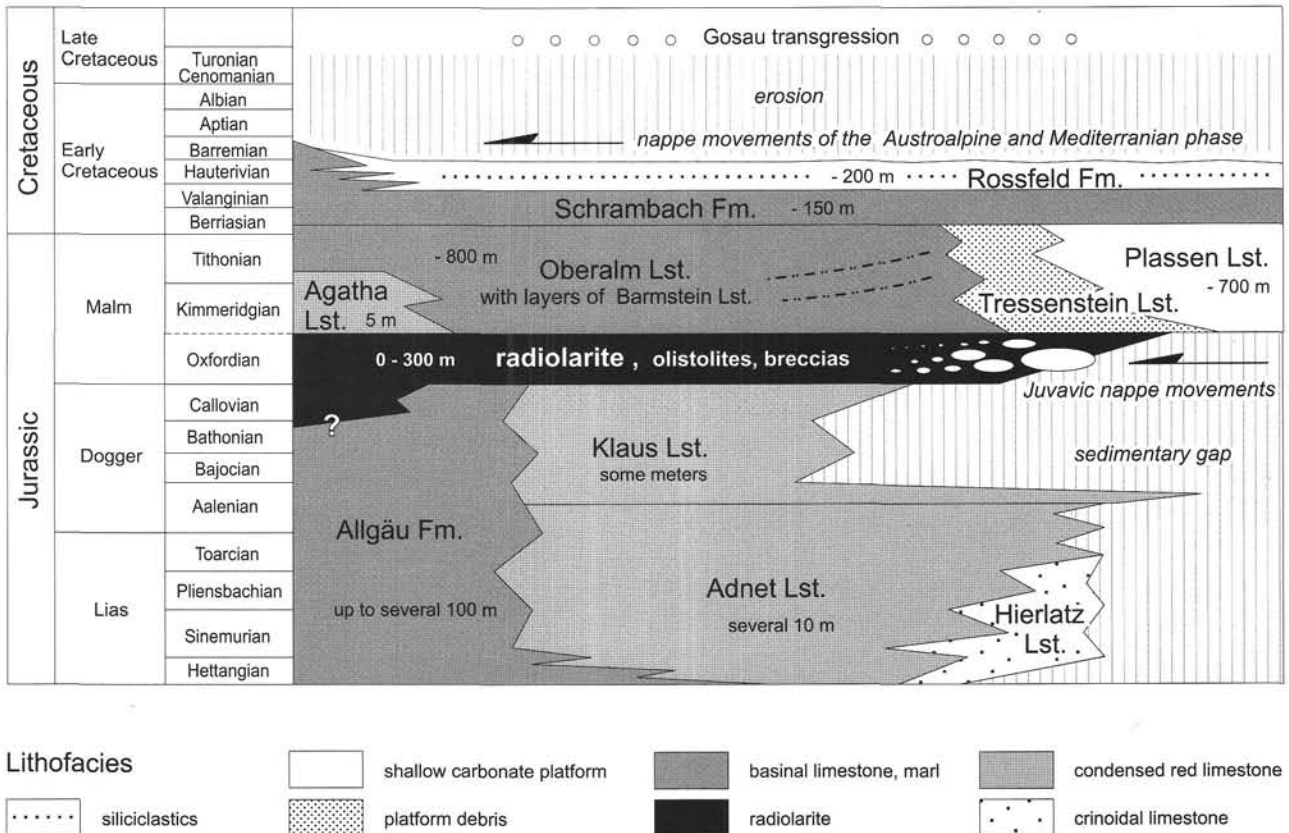 Cretaceous
Late
Cretaceous
Turonian
Cenomanian
Gosau transgression
Early
Cretaceous
Albian
Aptian
Barremian
Hauterivian
Valanginian
Berriasian
erosion
nappe movements of the Austroalpine and Mediterranian phase
- 200 m
Rossfeld Fm.
Schrambach Fm. - 150 m
Jurassic
Malm
Tithonian
Kimmeridgian
Oxfordian
- 800 m
Oberalm Lst.
with layers of Barmstein Lst.
Agatha
Lst. 5 m
Plassen Lst.
- 700 m
Tressenstein Lst.
0 - 300 m radiolarite , olistolites, breccias
Juvavic nappe movements
Dogger
Callovian
Bathonian
Bajocian
Aalenian
?
Klaus Lst.
some meters
sedimentary gap
Allgäu Fm.
up to several 100 m
Lias
Toarcian
Pliensbachian
Sinemurian
Hettangian
Adnet Lst.
several 10 m
Hierlatz
Lst.
Lithofacies
shallow carbonate platform
basinal limestone, marl
condensed red limestone
siliciclastics
platform debris
radiolarite
crinoidal limestone